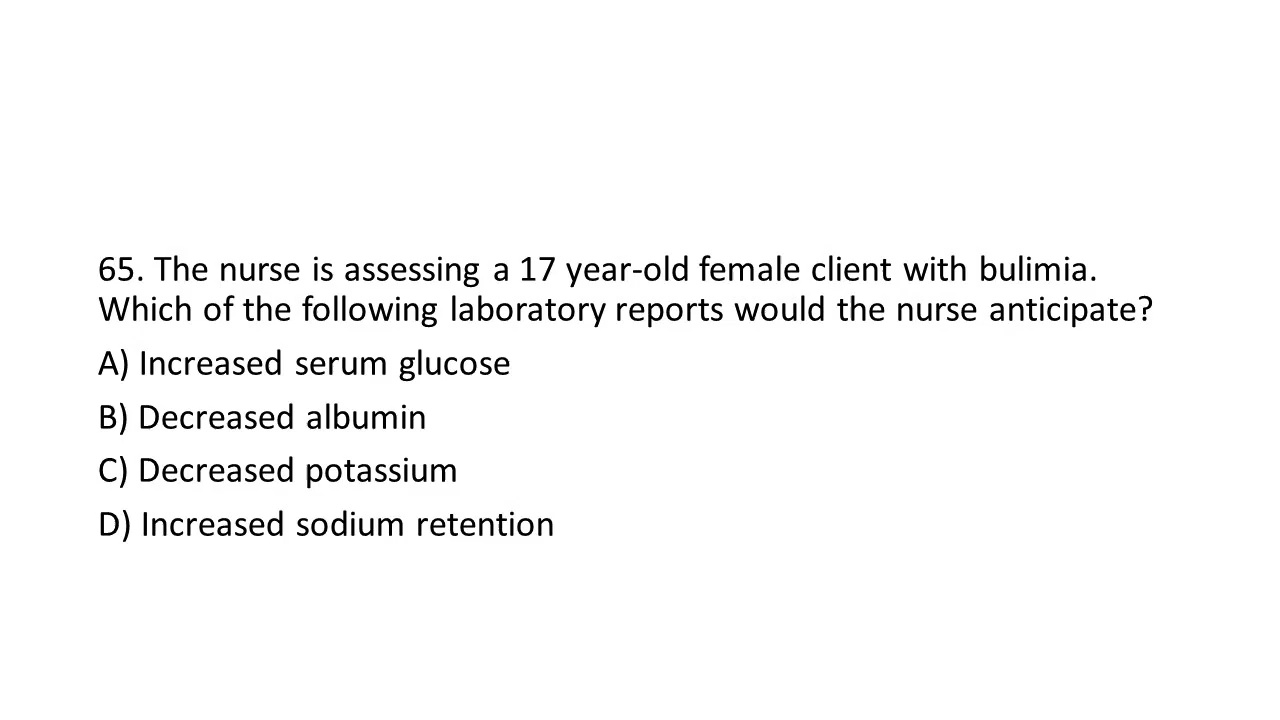 65. The nurse is assessing a 17 year-old female client with bulimia.
Which of the following laboratory reports would the nurse anticipate?
A) Increased serum glucose
B) Decreased albumin
C) Decreased potassium
D) Increased sodium retention